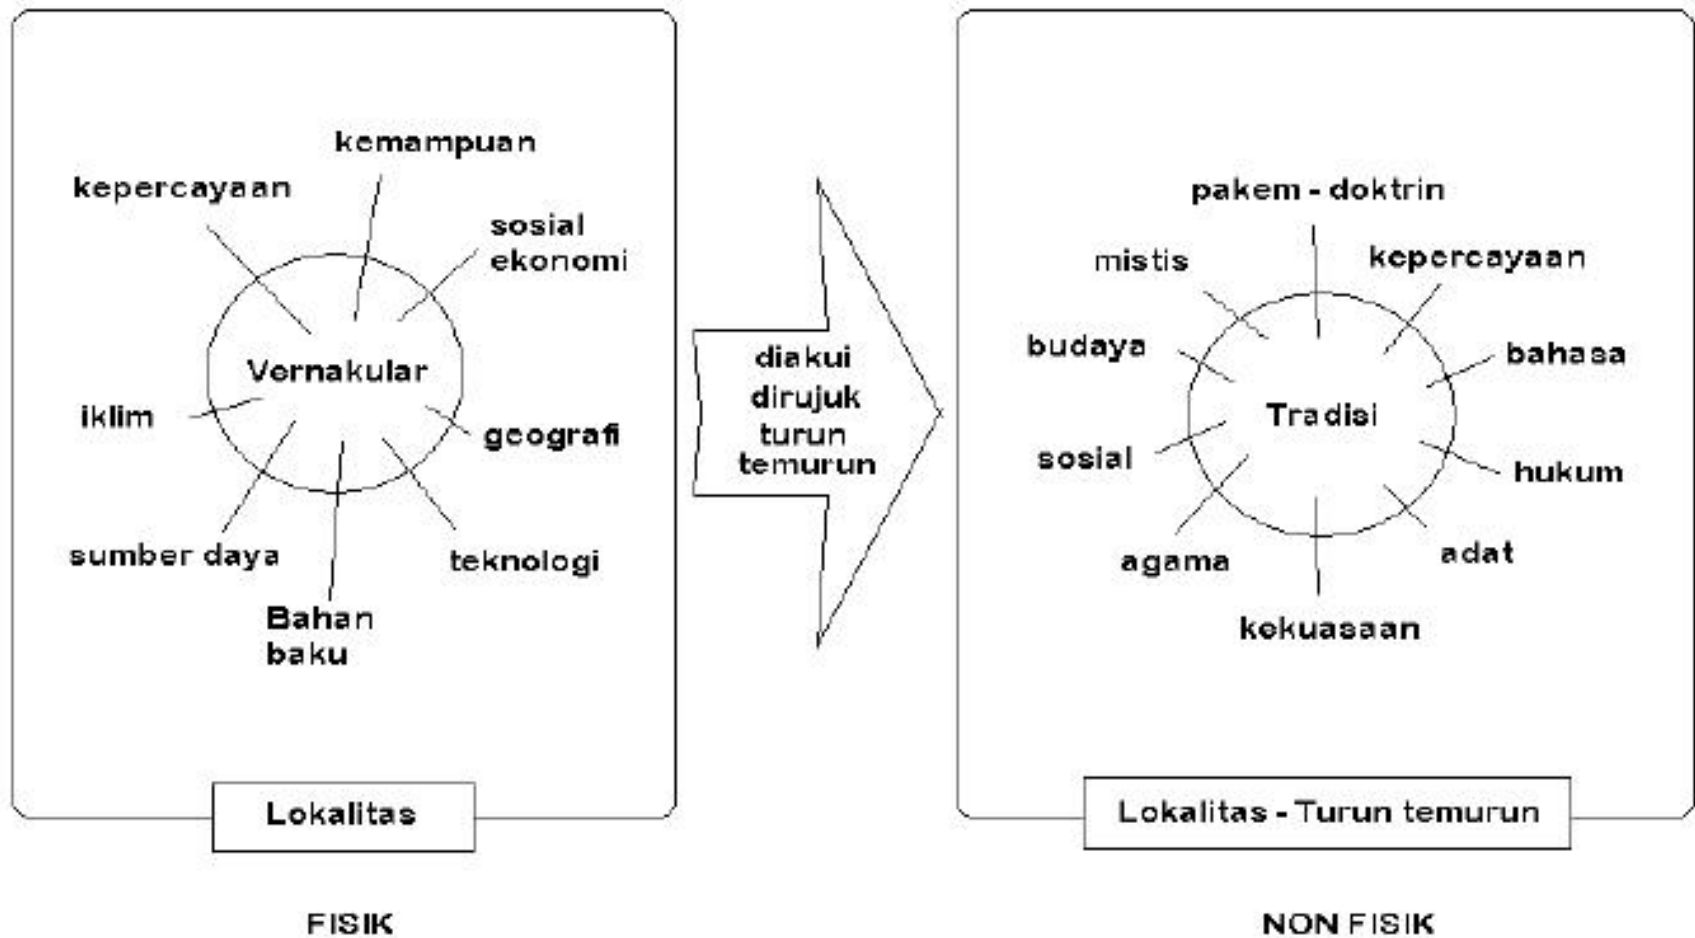 kemampuan
kepercayaan
sosial
ekonomi
Vernakular
iklim
geografi
sumber daya
teknologi
Bahan
baku
Lokalitas
FISIK
diakui
dirujuk
turun
temurun
pakem - doktrin
mistis
kepercayaan
budaya
bahasa
Tradisi
sosial
hukum
agama
adat
kekuasaan
Lokalitas - Turun temurun
NON FISIK